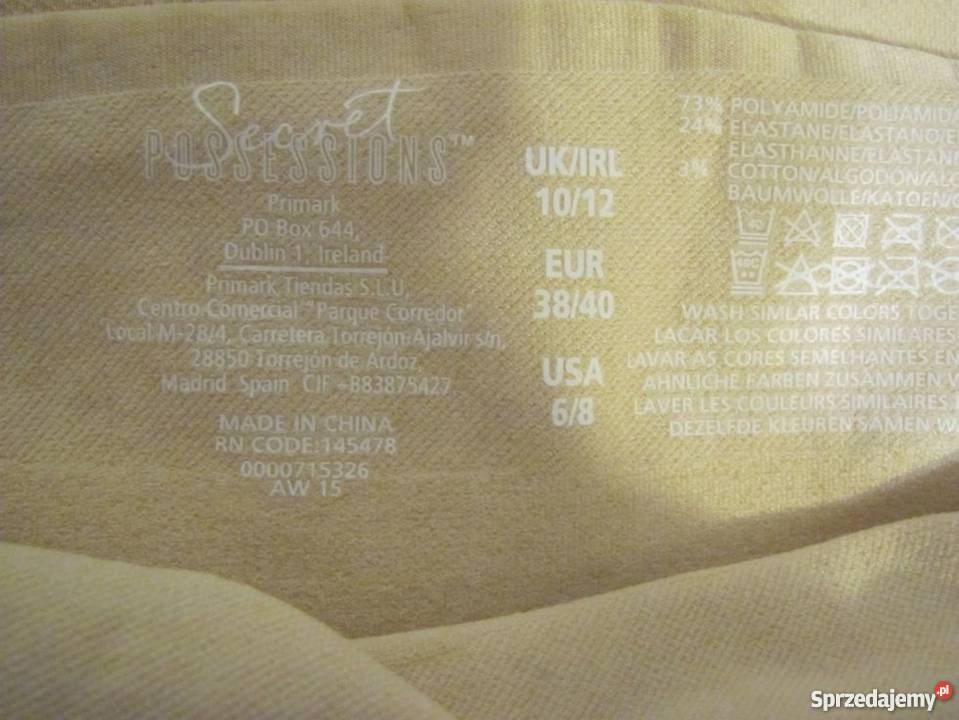 Secret
POSSESSIONS™
Primark
PO Box 644,
Dublin 1, Ireland
Primark Tiendas S.L.U,
Centro Comercial "Parque Corredor"
Local M-28/4, Carretera Torrejón Ajalvir s/n,
28850 Torrejón de Ardoz,
Madrid Spain CIF -B83875427
MADE IN CHINA
RN CODE:145478
0000715326
AW 15
UK/IRL
10/12
EUR
38/40
USA
6/8
73% POLYAMIDE/POLIAMID
24% ELASTANE/ELASTANO/E
ELASTHANNE/ELASTAN
3% COTTON/ALGODON/ALGO
BAUMWOLLE/KATOEN/
40
WASH SIMLAR COLORS TOGE
LACAR LOS COLORES SIMILARES
LAVAR AS CORES SEMELHANTES EN
ÄHNLICHE FARBEN ZUSAMMEN W
LAVER LES COULEURS SIMILAIRES
DEZELFDE KLEUREN SAMEN WA
Sprzedajemy.pl